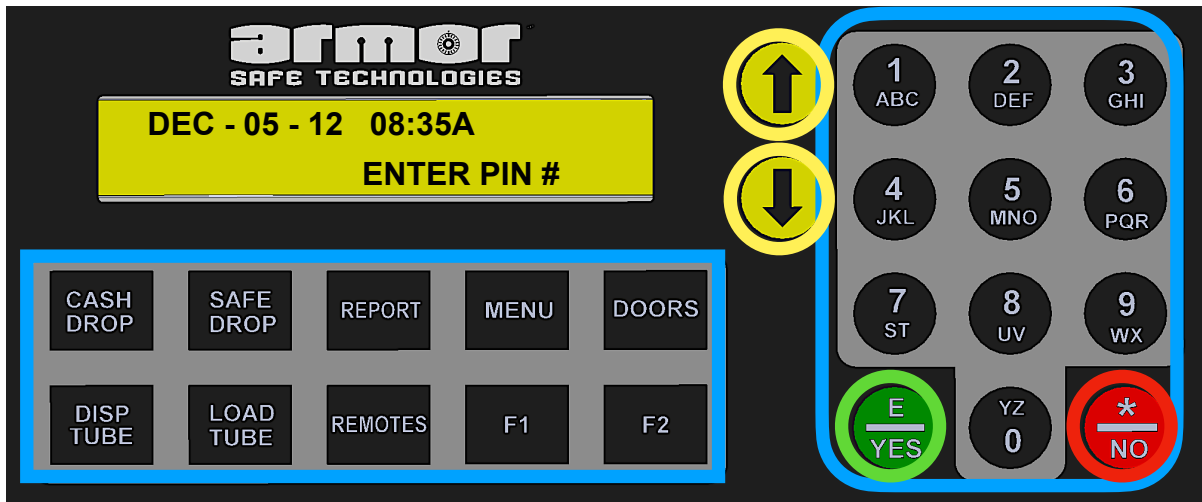 armor
SAFE TECHNOLOGIES
DEC - 05 - 12 08:35A
ENTER PIN #
CASH
DROP
SAFE
DROP
REPORT
MENU
DOORS
DISP
TUBE
LOAD
TUBE
REMOTES
F1
F2
1
ABC
2
DEF
3
GHI
4
JKL
5
MNO
6
PQR
7
ST
8
UV
9
WX
E
YES
YZ
0
*
NO